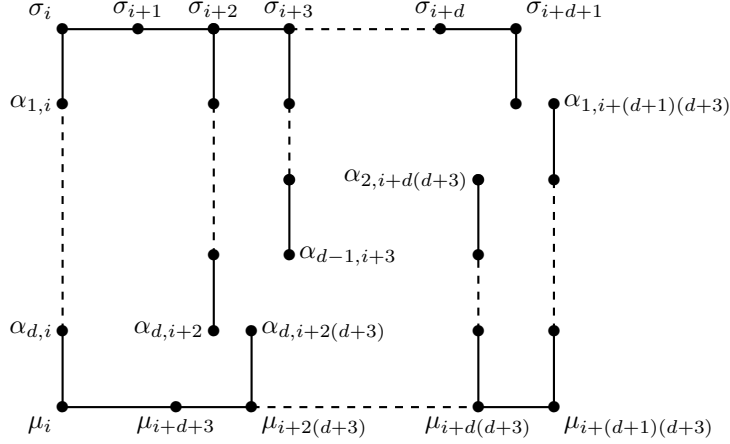 σ_i σ_{i+1} σ_{i+2} σ_{i+3} σ_{i+d} σ_{i+d+1}
α_{1,i} α_{1,i+(d+1)(d+3)}
α_{2,i+d(d+3)}
α_{d−1,i+3}
α_{d,i} α_{d,i+2} α_{d,i+2(d+3)}
μ_i μ_{i+d+3} μ_{i+2(d+3)} μ_{i+d(d+3)} μ_{i+(d+1)(d+3)}